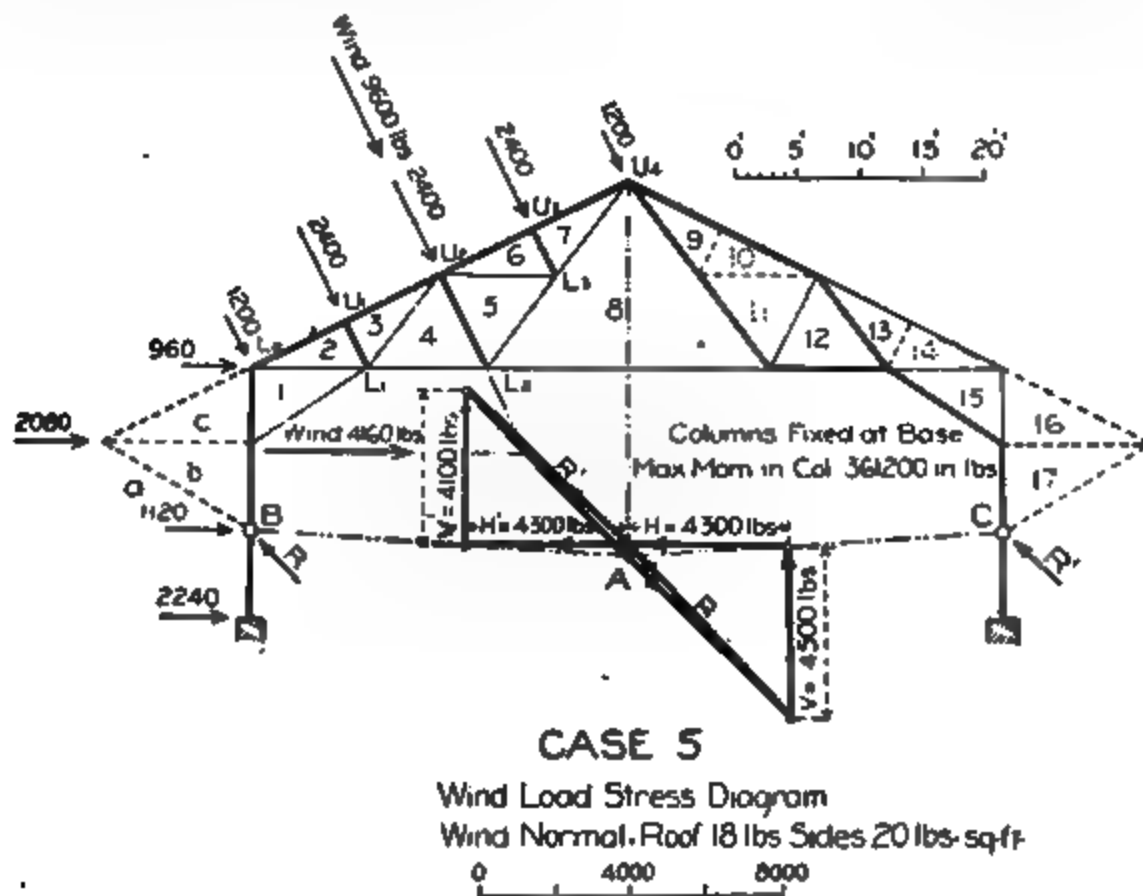 Wind 9600 lbs
1200
2400
2400
2400
1200
0' 5' 10' 15' 20'
U4
U3
U2
U1
L0
L1
L2
L3
960
2080
1120
2240
1
2
3
4
5
6
7
8
9
10
11
12
13
14
15
16
17
a
b
c
B
C
A
R
R'
R'
R
Wind 4160 lbs
V'= 4100 lbs
H'= 4300 lbs
H = 4300 lbs
V= 4300 lbs
Columns Fixed at Base
Max Mom in Col 361200 in lbs
CASE 5
Wind Load Stress Diagram
Wind Normal. Roof 18 lbs Sides 20 lbs. sq.ft.
0 4000 8000